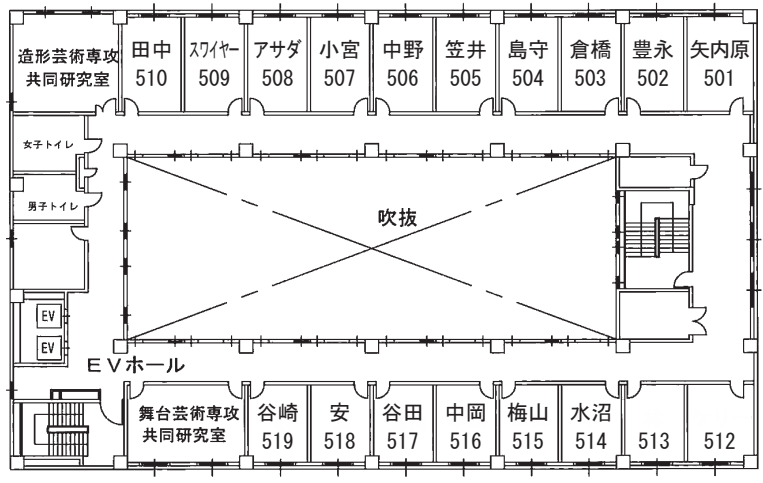 造形芸術専攻
共同研究室
田中
510
スワイヤー
509
アサダ
508
小宮
507
中野
506
笠井
505
島守
504
倉橋
503
豊永
502
矢内原
501
女子トイレ
男子トイレ
吹抜
EV
EV
EVホール
舞台芸術専攻
共同研究室
谷崎
519
安
518
谷田
517
中岡
516
梅山
515
水沼
514
513
512